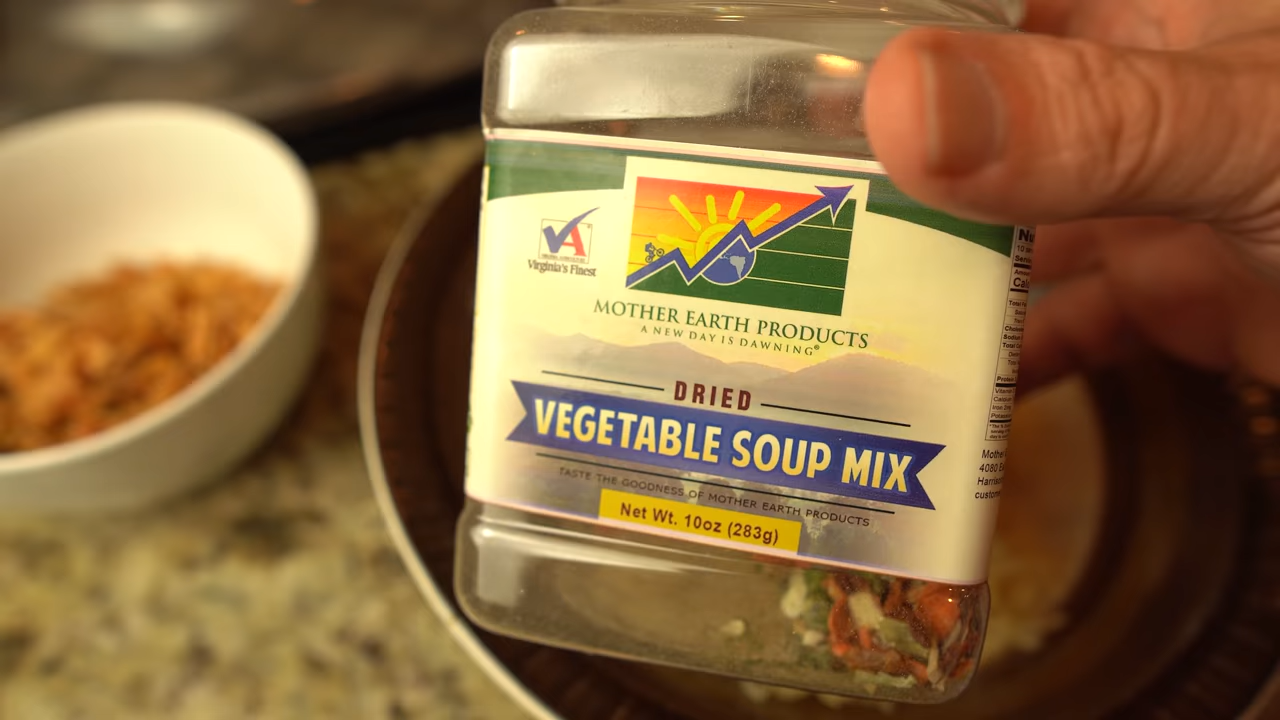 Virginia's Finest
MOTHER EARTH PRODUCTS
A NEW DAY IS DAWNING®
DRIED
VEGETABLE SOUP MIX
TASTE THE GOODNESS OF MOTHER EARTH PRODUCTS
Net Wt. 10oz (283g)